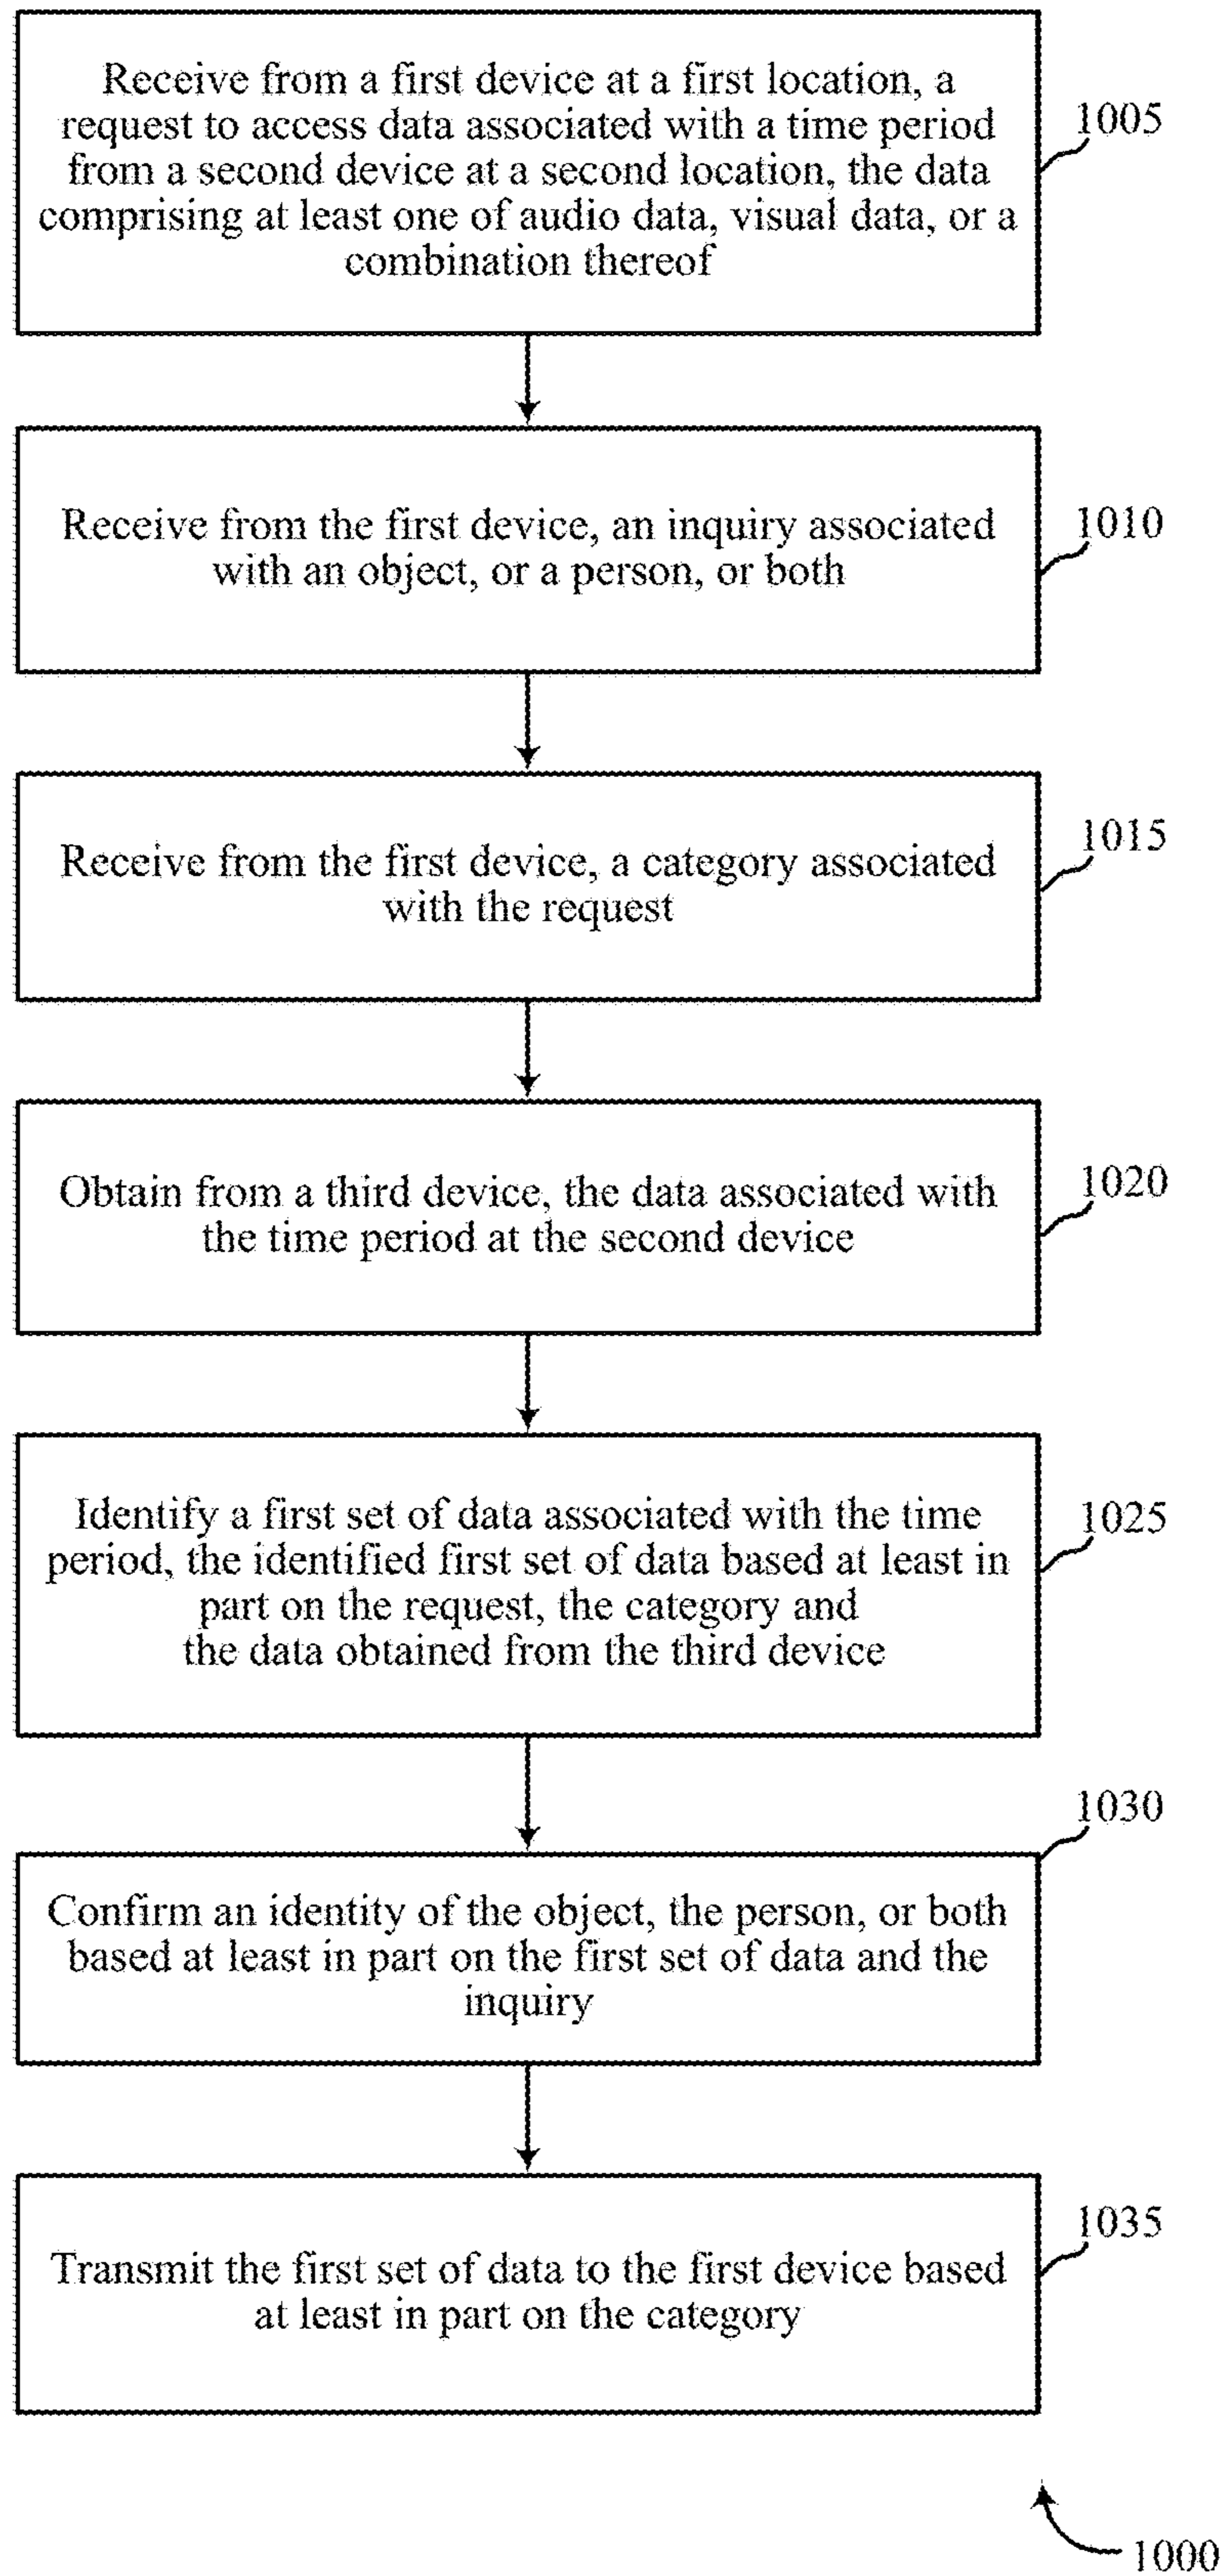 Receive from a first device at a first location, a
request to access data associated with a time period
from a second device at a second location, the data
comprising at least one of audio data, visual data, or a
combination thereof
1005
Receive from the first device, an inquiry associated
with an object, or a person, or both
1010
Receive from the first device, a category associated
with the request
1015
Obtain from a third device, the data associated with
the time period at the second device
1020
Identify a first set of data associated with the time
period, the identified first set of data based at least in
part on the request, the category and
the data obtained from the third device
1025
Confirm an identity of the object, the person, or both
based at least in part on the first set of data and the
inquiry
1030
Transmit the first set of data to the first device based
at least in part on the category
1035
1000